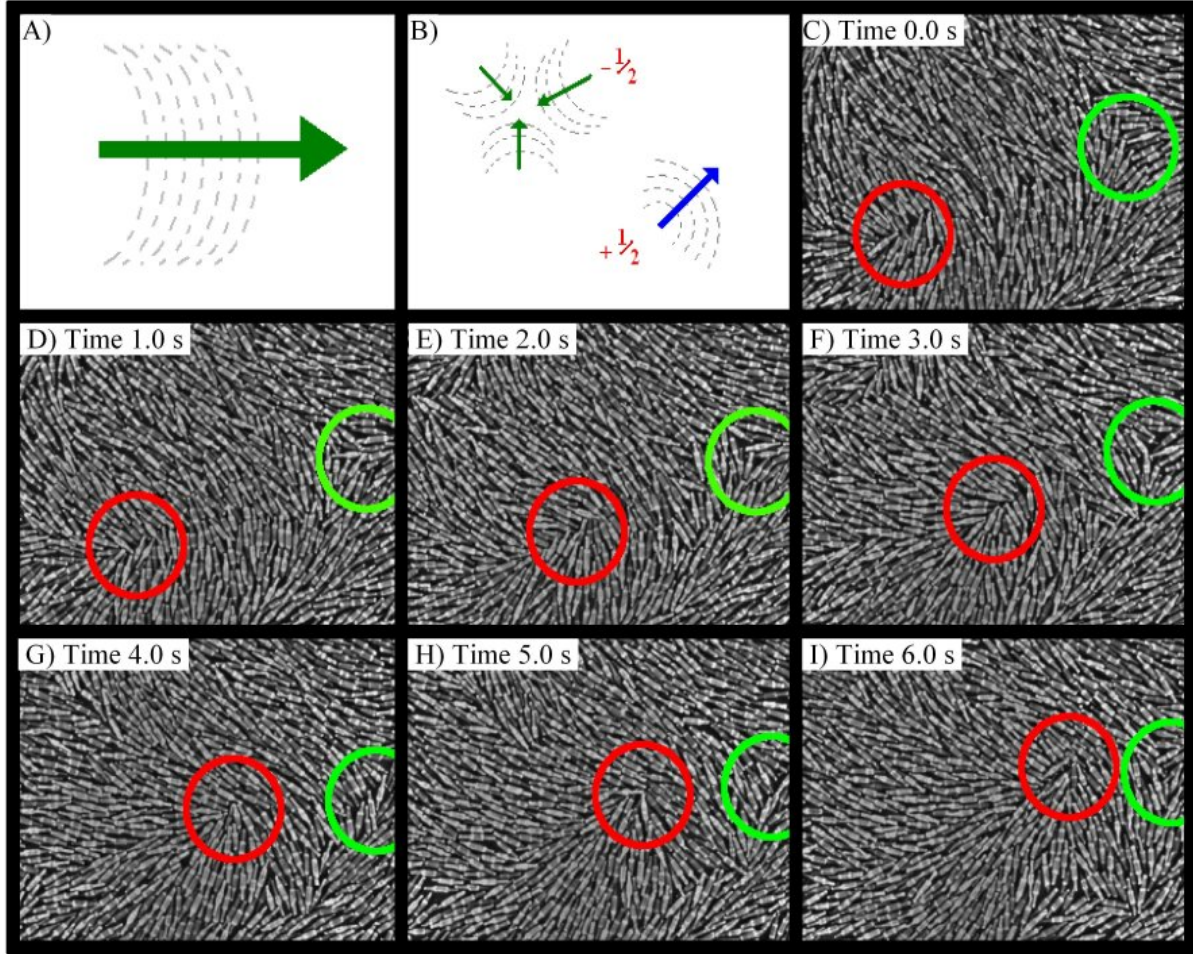 A)
B)
- 1/2
+ 1/2
C) Time 0.0 s
D) Time 1.0 s
E) Time 2.0 s
F) Time 3.0 s
G) Time 4.0 s
H) Time 5.0 s
I) Time 6.0 s